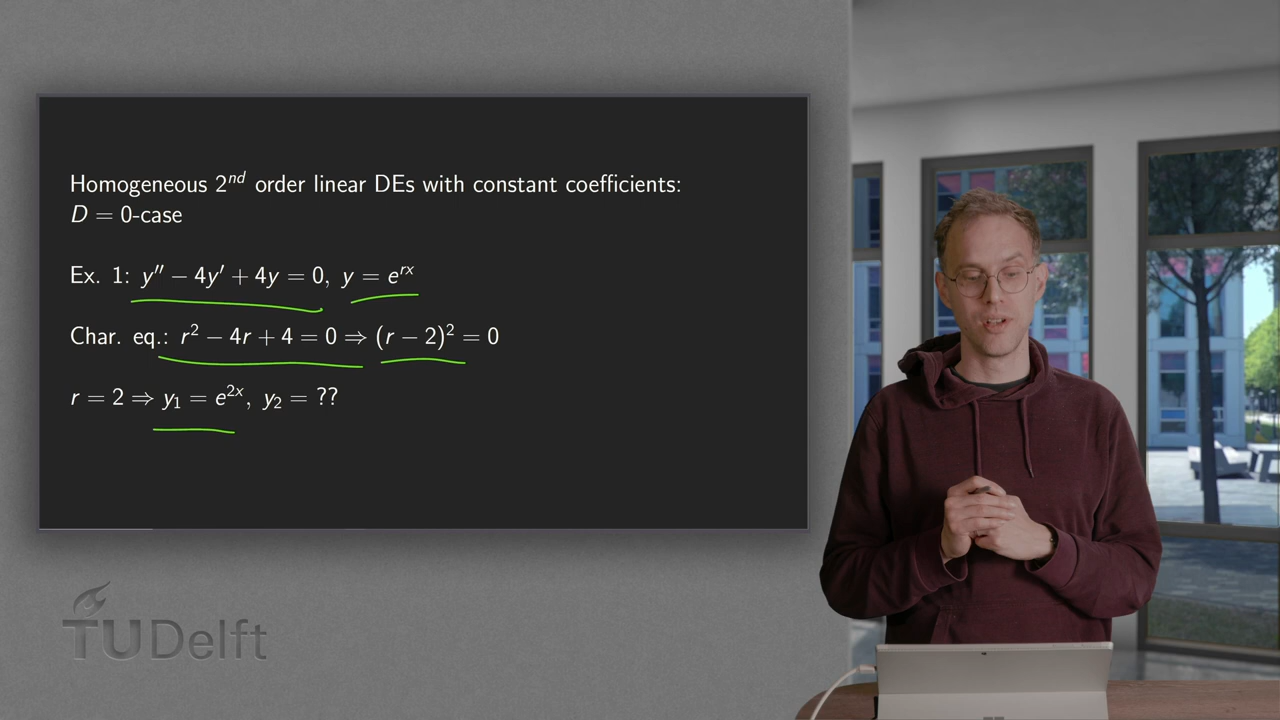 Homogeneous 2nd order linear DEs with constant coefficients:
D = 0-case
Ex. 1: y″ − 4y′ + 4y = 0, y = e^{rx}
Char. eq.: r² − 4r + 4 = 0 ⇒ (r − 2)² = 0
r = 2 ⇒ y₁ = e^{2x}, y₂ = ??
TUDelft